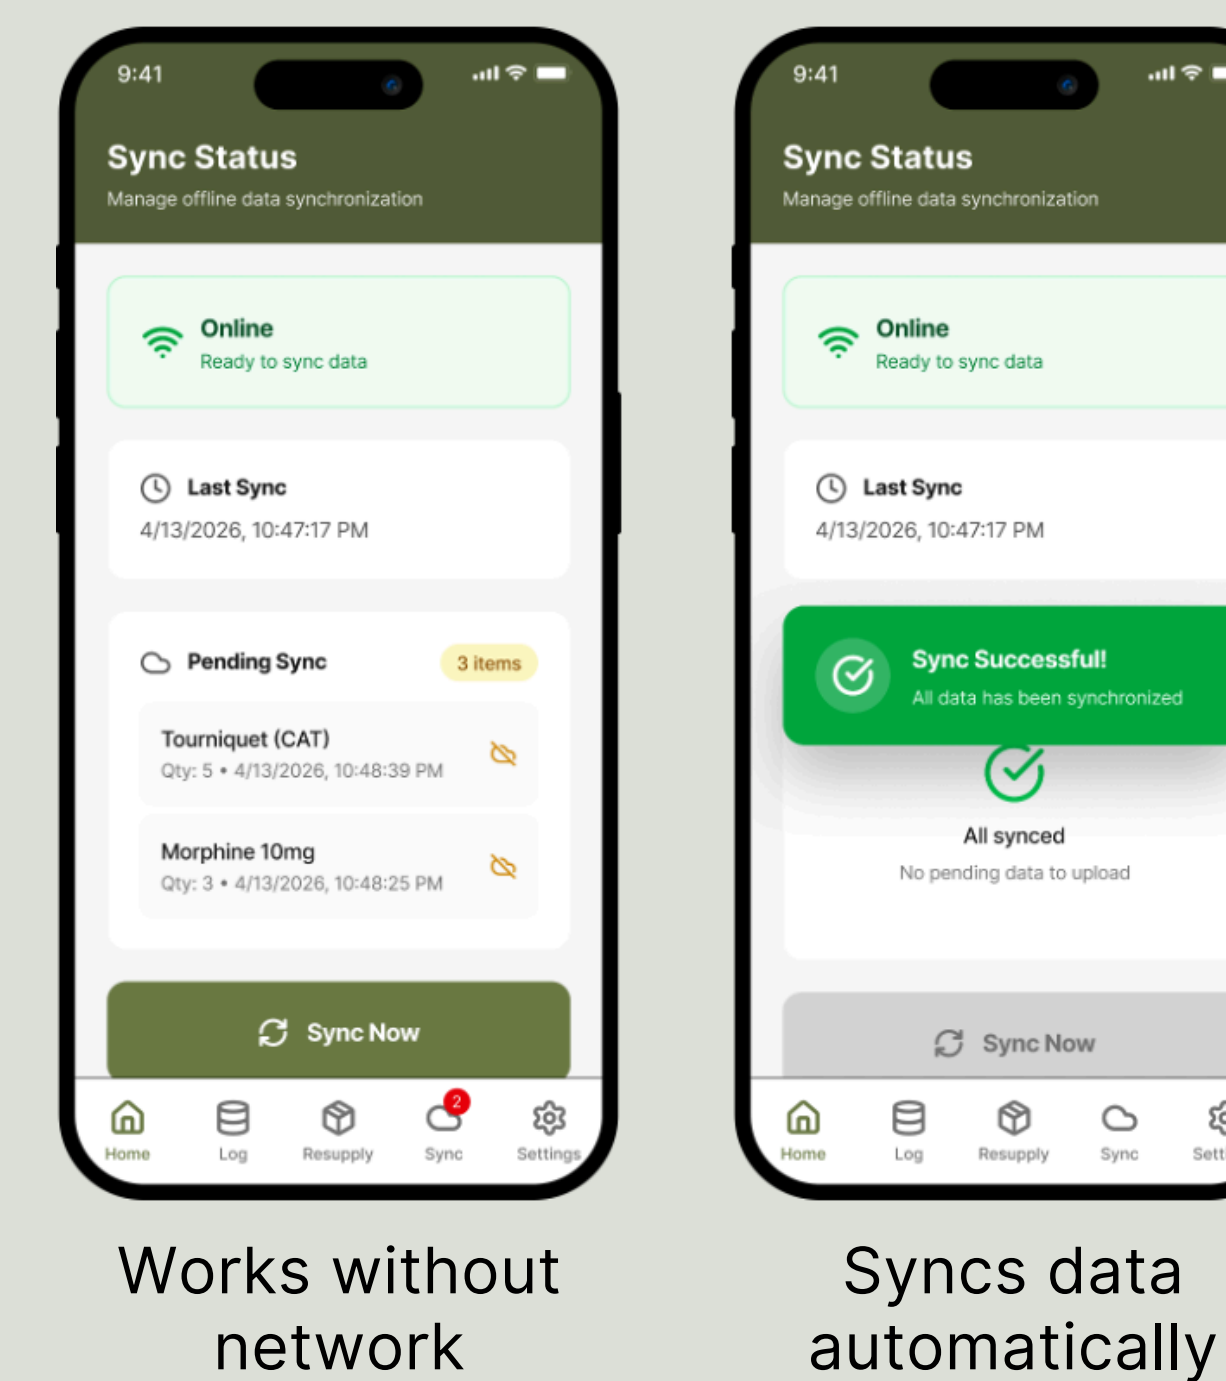 9:41
Sync Status
Manage offline data synchronization
Online
Ready to sync data
Last Sync
4/13/2026, 10:47:17 PM
Pending Sync
3 items
Tourniquet (CAT)
Qty: 5 • 4/13/2026, 10:48:39 PM
Morphine 10mg
Qty: 3 • 4/13/2026, 10:48:25 PM
Sync Now
2
Home
Log
Resupply
Sync
Settings
Works without
network
9:41
Sync Status
Manage offline data synchronization
Online
Ready to sync data
Last Sync
4/13/2026, 10:47:17 PM
Sync Successful!
All data has been synchronized
All synced
No pending data to upload
Sync Now
Home
Log
Resupply
Sync
Syncs data
automatically